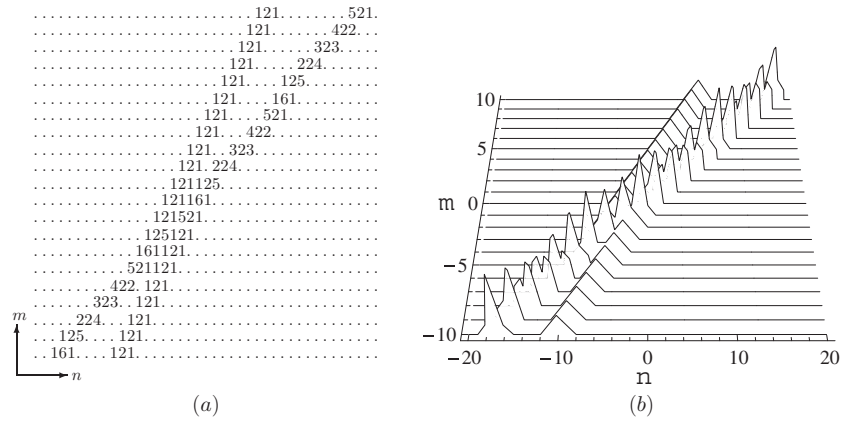 . . . . . . . . . . . . . . . . . . . . . . . . . . 121. . . . . . . . 521.
. . . . . . . . . . . . . . . . . . . . . . . . . 121. . . . . . . 422. . .
. . . . . . . . . . . . . . . . . . . . . . . . 121. . . . . . 323. . . . .
. . . . . . . . . . . . . . . . . . . . . . . 121. . . . . 224. . . . . . .
. . . . . . . . . . . . . . . . . . . . . . 121. . . . 125. . . . . . . . .
. . . . . . . . . . . . . . . . . . . . . 121. . . . 161. . . . . . . . . .
. . . . . . . . . . . . . . . . . . . . 121. . . . 521. . . . . . . . . . .
. . . . . . . . . . . . . . . . . . . 121. . . 422. . . . . . . . . . . . .
. . . . . . . . . . . . . . . . . . 121. . 323. . . . . . . . . . . . . . .
. . . . . . . . . . . . . . . . . 121. 224. . . . . . . . . . . . . . . . .
. . . . . . . . . . . . . . . . 121125. . . . . . . . . . . . . . . . . . .
. . . . . . . . . . . . . . . 121161. . . . . . . . . . . . . . . . . . . .
. . . . . . . . . . . . . . 121521. . . . . . . . . . . . . . . . . . . . .
. . . . . . . . . . . . . 125121. . . . . . . . . . . . . . . . . . . . . .
. . . . . . . . . . . . 161121. . . . . . . . . . . . . . . . . . . . . . .
. . . . . . . . . . . 521121. . . . . . . . . . . . . . . . . . . . . . . .
. . . . . . . . . 422. 121. . . . . . . . . . . . . . . . . . . . . . . . .
. . . . . . . 323. . 121. . . . . . . . . . . . . . . . . . . . . . . . . .
. . . . . 224. . . 121. . . . . . . . . . . . . . . . . . . . . . . . . . .
. . . 125. . . . 121. . . . . . . . . . . . . . . . . . . . . . . . . . . .
. . 161. . . . 121. . . . . . . . . . . . . . . . . . . . . . . . . . . . .
m
n
(a)
10
5
m 0
−5
−10
−20 −10 0 10 20
n
(b)